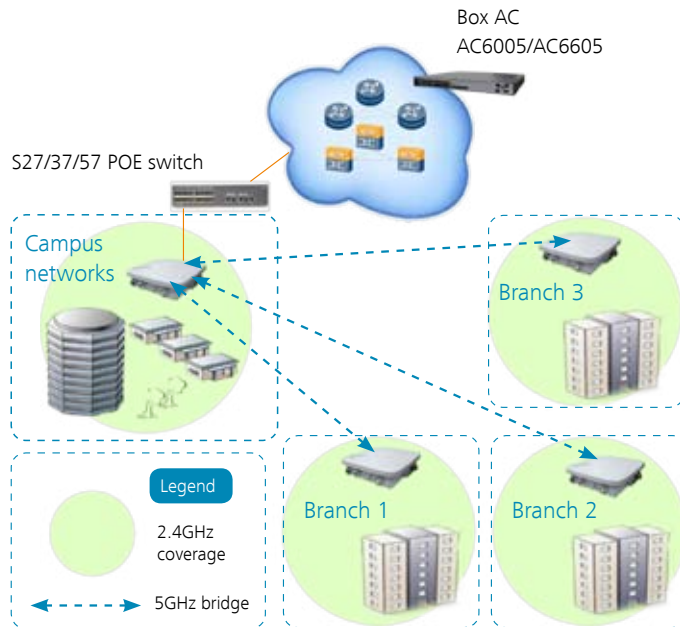 Box AC
AC6005/AC6605
S27/37/57 POE switch
Campus
networks
Branch 3
Branch 1
Branch 2
Legend
2.4GHz
coverage
5GHz bridge